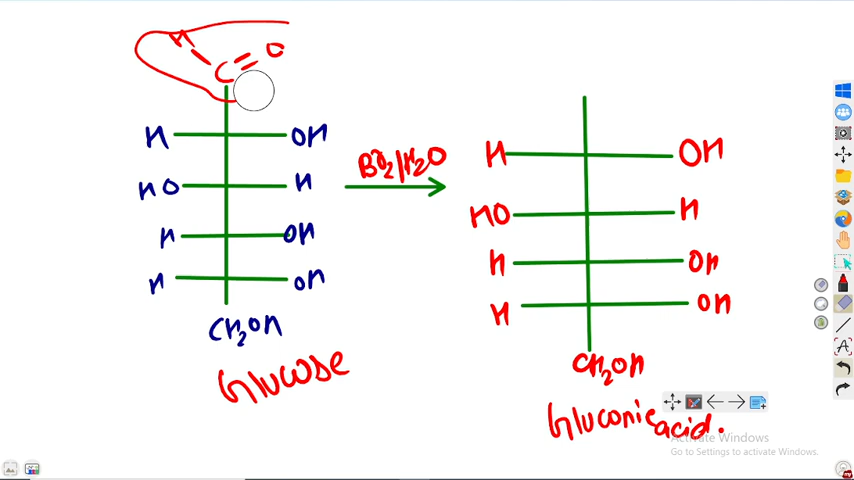 H
C = O
H OH
HO H
H OH
H OH
CH₂OH
Glucose
Br₂/H₂O
H OH
HO H
H OH
H OH
CH₂OH
Gluconic acid.
Activate Windows
Go to Settings to activate Windows.